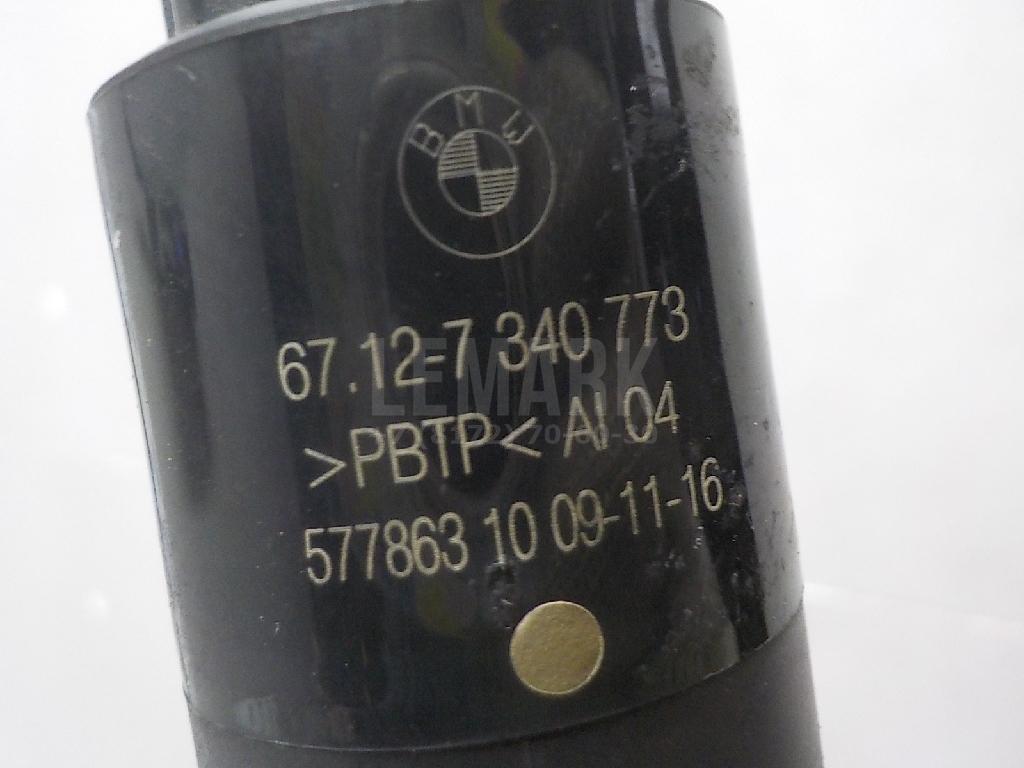 BMW
67.12-7 340 773
LEMARK
>PBTP< AI 04
577863 10 09-11-16